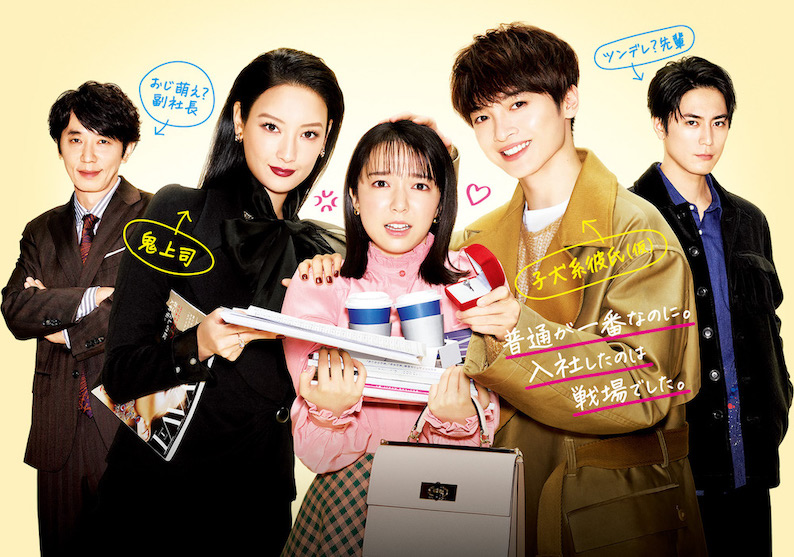 おじ萌え?
副社長
ツンデレ?先輩
鬼上司
子犬系彼氏(仮)
普通が一番なのに。
入社したのは
戦場でした。